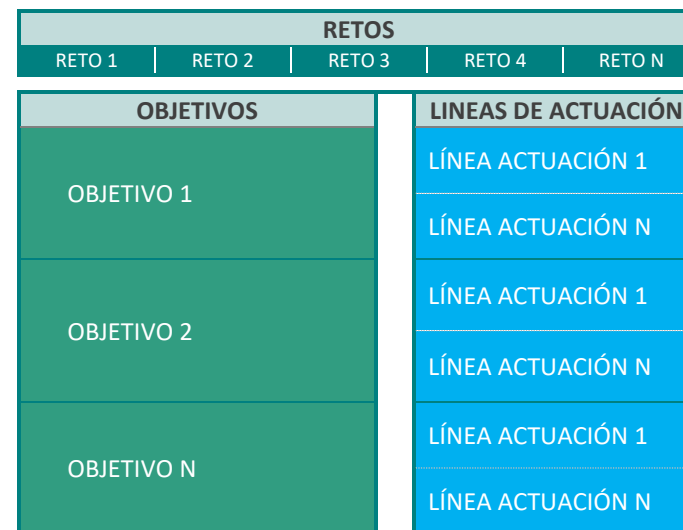 RETOS
RETO 1 RETO 2 RETO 3 RETO 4 RETO N
OBJETIVOS LINEAS DE ACTUACIÓN
OBJETIVO 1
LÍNEA ACTUACIÓN 1
LÍNEA ACTUACIÓN N
OBJETIVO 2
LÍNEA ACTUACIÓN 1
LÍNEA ACTUACIÓN N
OBJETIVO N
LÍNEA ACTUACIÓN 1
LÍNEA ACTUACIÓN N